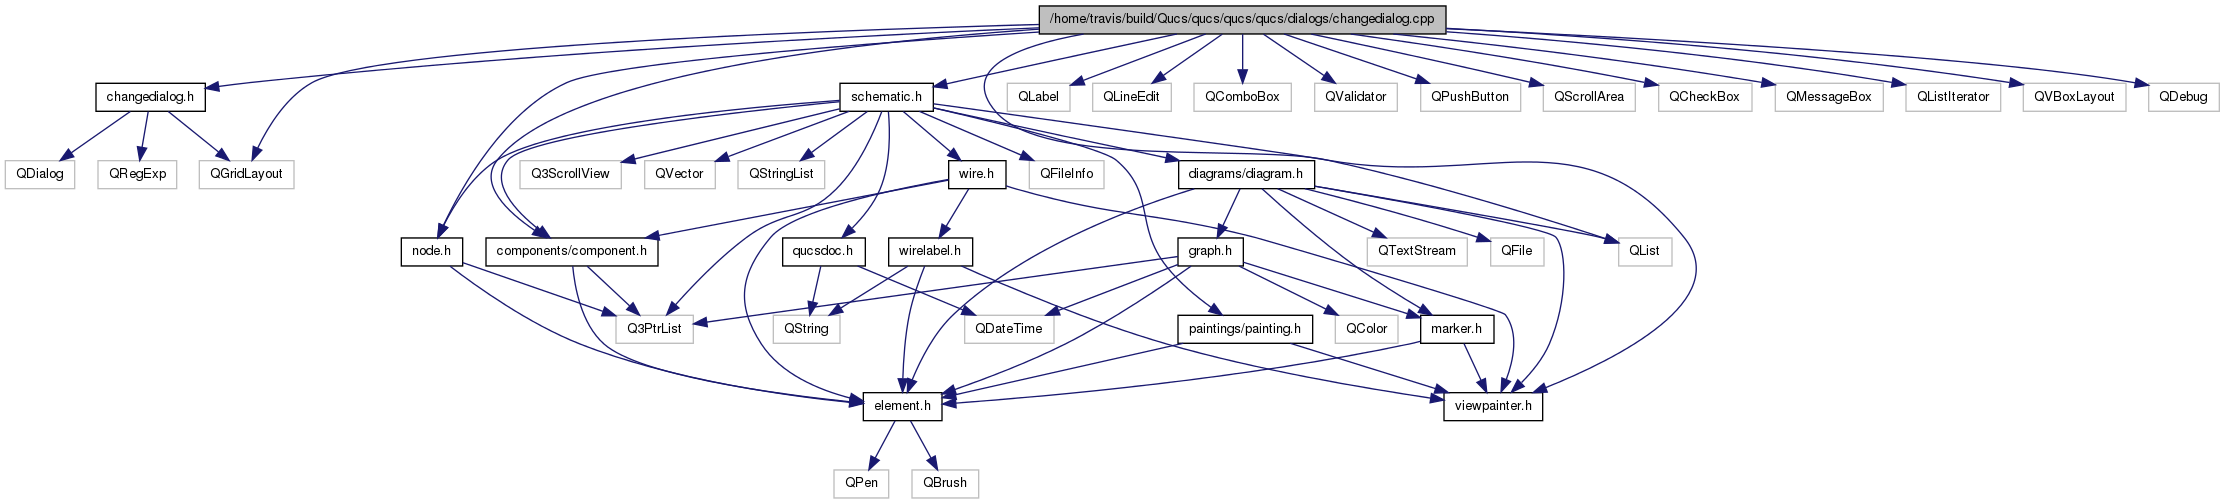 /home/travis/build/Qucs/qucs/qucs/qucs/dialogs/changedialog.cpp
changedialog.h
schematic.h
QLabel
QLineEdit
QComboBox
QValidator
QPushButton
QScrollArea
QCheckBox
QMessageBox
QListIterator
QVBoxLayout
QDebug
QDialog
QRegExp
QGridLayout
Q3ScrollView
QVector
QStringList
wire.h
QFileInfo
diagrams/diagram.h
node.h
components/component.h
qucsdoc.h
wirelabel.h
graph.h
QTextStream
QFile
QList
Q3PtrList
QString
QDateTime
paintings/painting.h
QColor
marker.h
element.h
viewpainter.h
QPen
QBrush